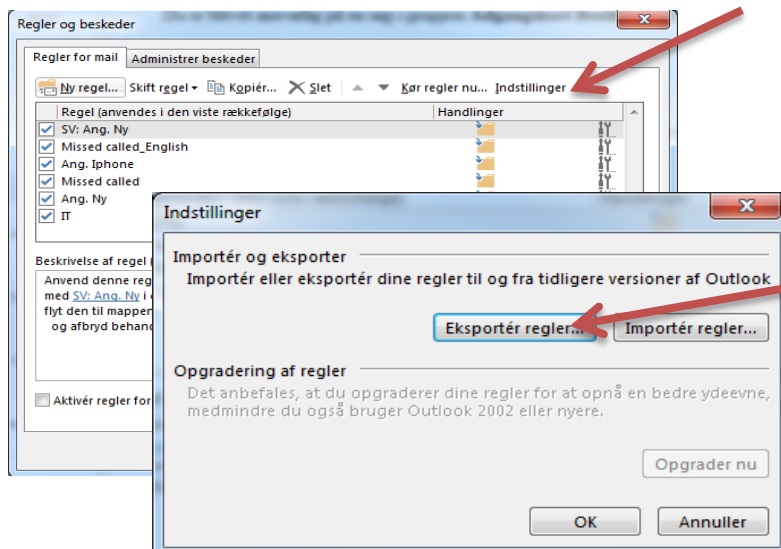 Regler og beskeder
Regler for mail Administrer beskeder
Ny regel... Skift regel Kopiér... Slet Kør regler nu... Indstillinger
Regel (anvendes i den viste rækkefølge) Handlinger
SV: Ang. Ny
Missed called_English
Ang. Iphone
Missed called
Ang. Ny
IT
Beskrivelse af regel (
Anvend denne reg
med SV: Ang. Ny i
flyt den til mappen
og afbryd behand
Aktivér regler for
Indstillinger
Importér og eksporter
Importér eller eksportér dine regler til og fra tidligere versioner af Outlook
Eksportér regler... Importér regler...
Opgradering af regler
Det anbefales, at du opgraderer dine regler for at opnå en bedre ydeevne,
medmindre du også bruger Outlook 2002 eller nyere.
Opgrader nu
OK Annuller